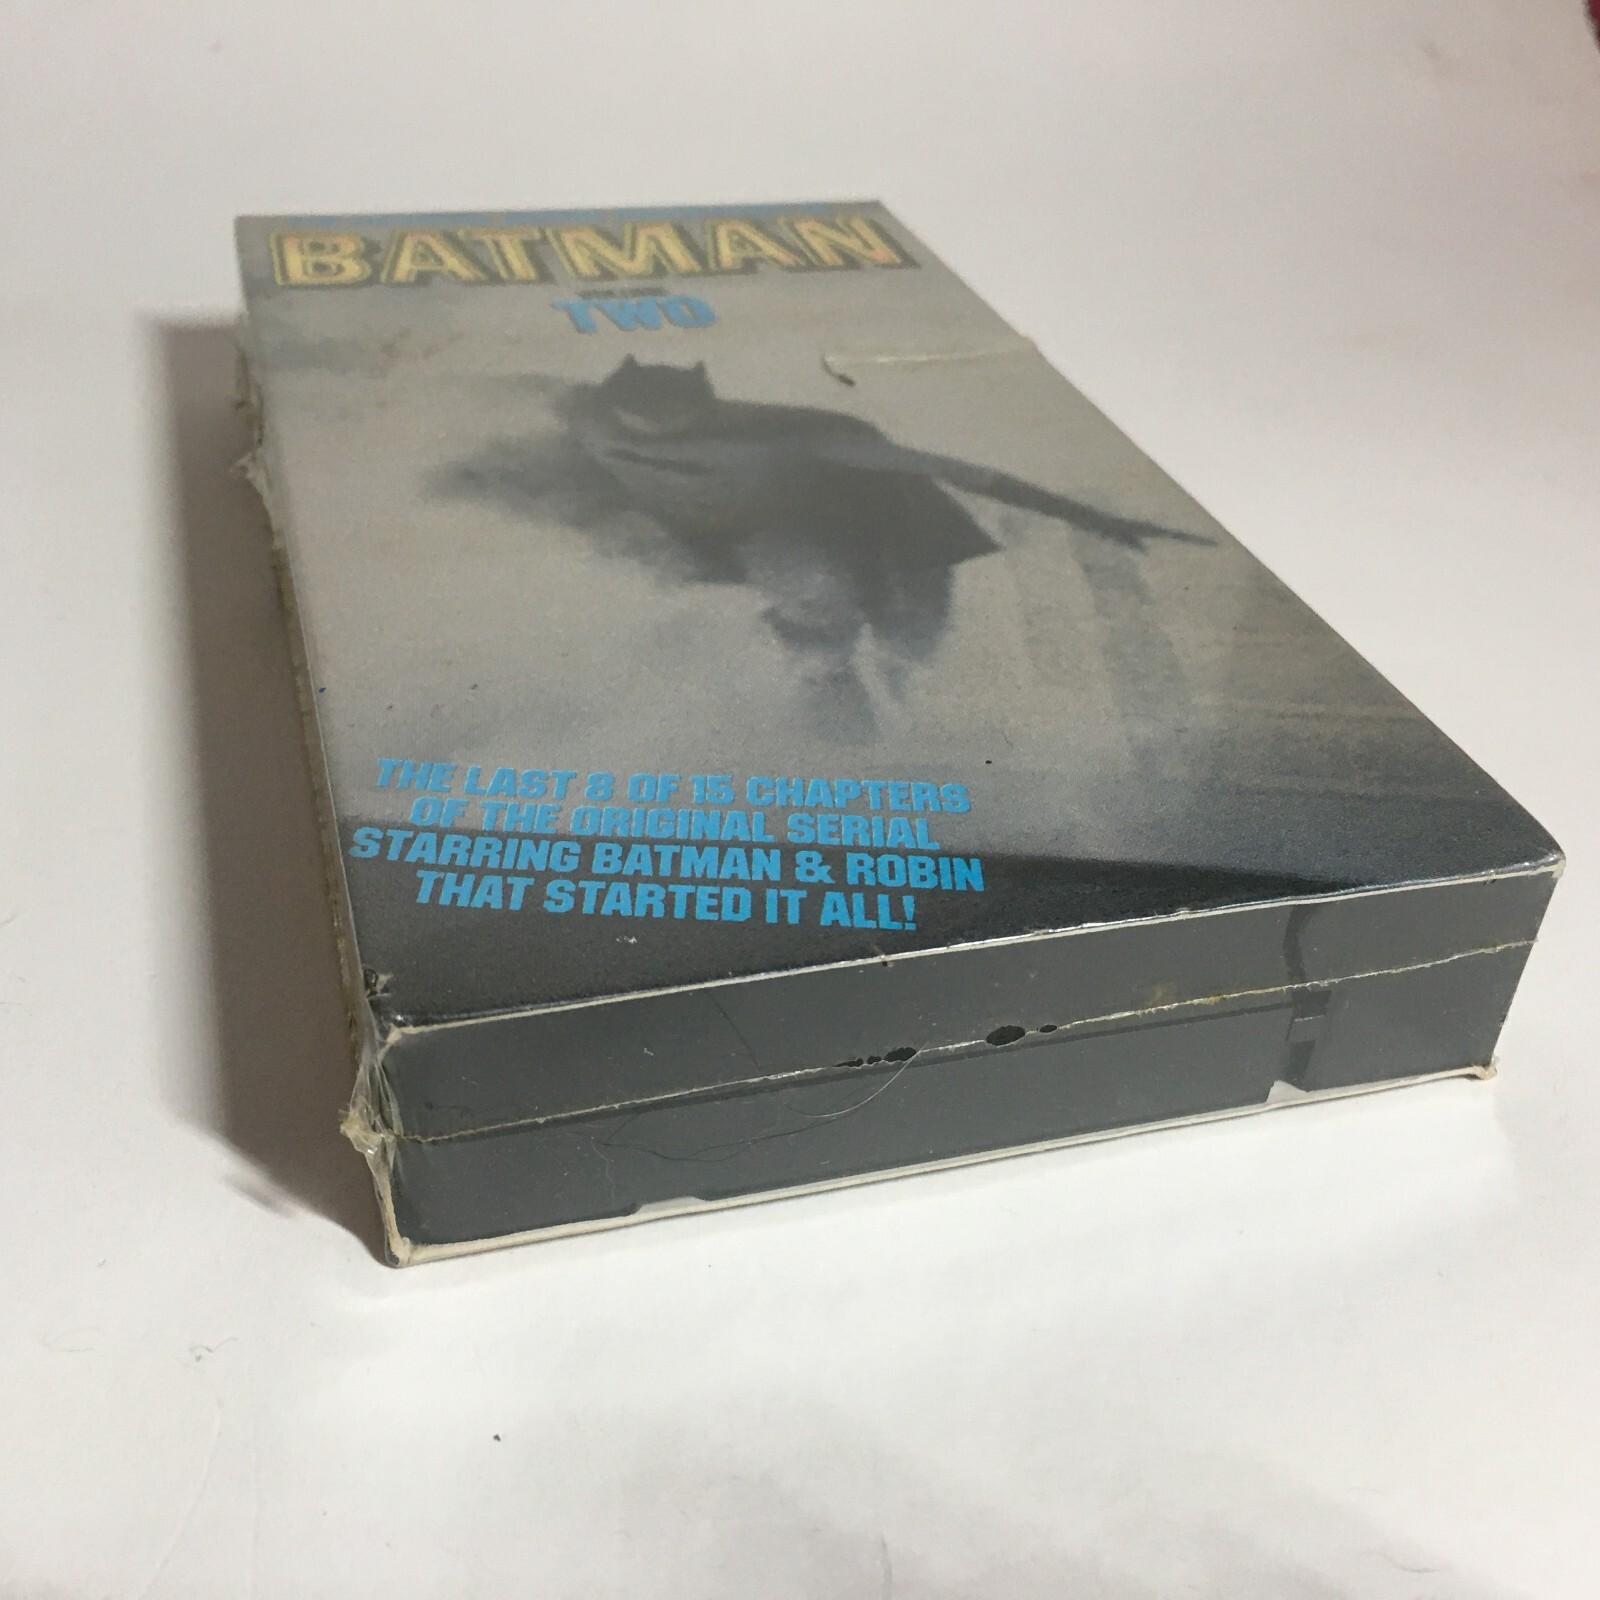 BATMAN
TWO
THE LAST 8 OF 15 CHAPTERS
OF THE ORIGINAL SERIAL
STARRING BATMAN & ROBIN
THAT STARTED IT ALL!